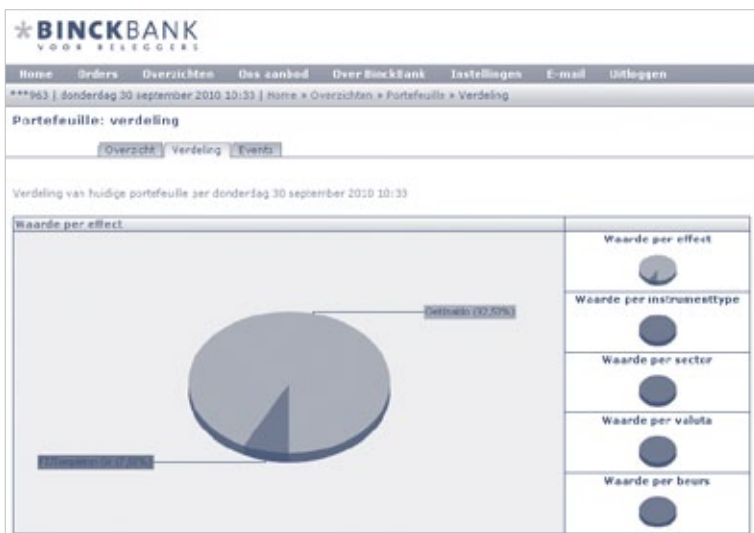 *BINCKBANK
VOOR BELEGGERS
Home Orders Overzichten Ons aanbod Over BinckBank Instellingen E-mail Uitloggen
***963 | donderdag 30 september 2010 10:33 | Home » Overzichten » Portefeuille » Verdeling
Portefeuille: verdeling
Overzicht Verdeling Events
Verdeling van huidige portefeuille per donderdag 30 september 2010 10:33
Waarde per effect
Waarde per effect
Geldsaldo
Waarde per instrumenttype
Waarde per sector
Waarde per valuta
Waarde per beurs